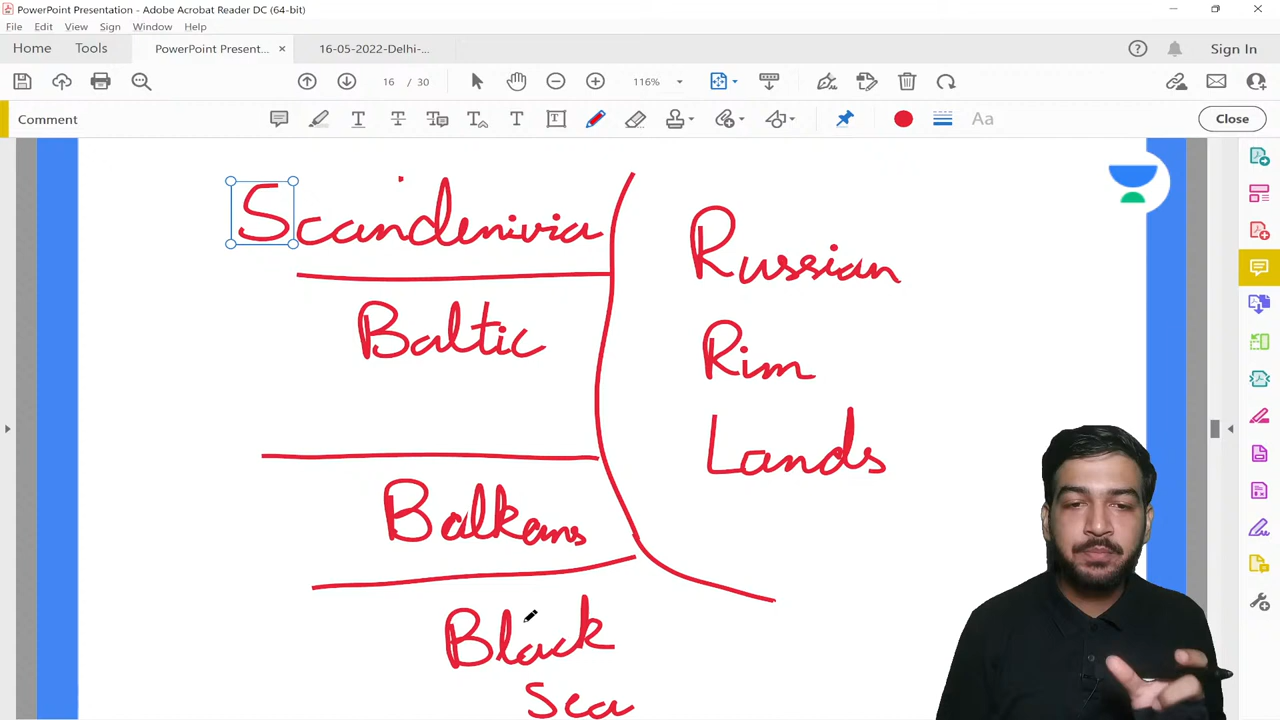 PowerPoint Presentation - Adobe Acrobat Reader DC (64-bit)
File Edit View Sign Window Help
Home Tools PowerPoint Present... × 16-05-2022-Delhi-... Sign In
16 / 30 116%
Comment Aa Close
Scandenivia
Baltic
Balkans
Black
Sea
Russian
Rim
Lands